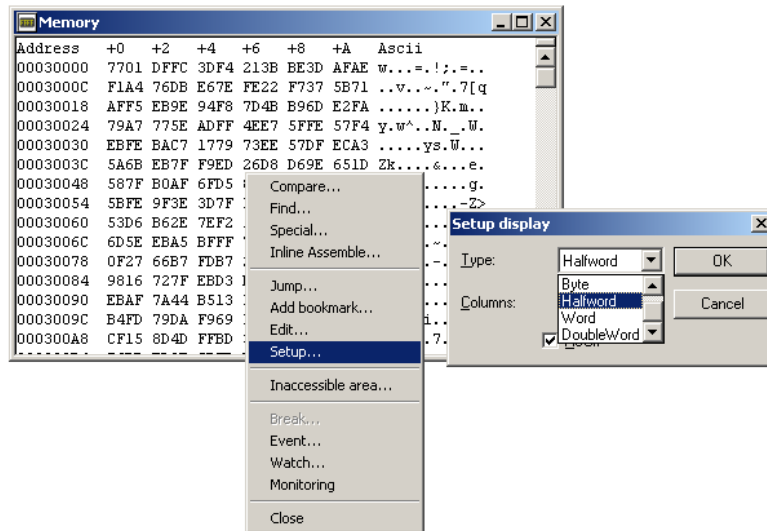 Memory
Address +0 +2 +4 +6 +8 +A Ascii
00030000 7701 DFFC 3DF4 213B BE3D AFAE w...=.!;.=..
0003000C F1A4 76DB E67E FE22 F737 5B71 ..v..~.".7[q
00030018 AFF5 EB9E 94F8 7D4B B96D E2FA ......}K.m..
00030024 79A7 775E ADFF 4EE7 5FFE 57F4 y.w^..N._.W.
00030030 EBFE BAC7 1779 73EE 57DF ECA3 .....ys.W...
0003003C 5A6B EB7F F9ED 26D8 D69E 651D Zk....&...e.
00030048 587F B0AF 6FD5 .....g.
00030054 5BFE 9F3E 3D7F ....-Z>
00030060 53D6 B62E 7EF2
0003006C 6D5E EBA5 BFFF
00030078 0F27 66B7 FDB7
00030084 9816 727F EBD3
00030090 EBAF 7A44 B513
0003009C B4FD 79DA F969
000300A8 CF15 8D4D FFBD
Compare...
Find...
Special...
Inline Assemble...
Jump...
Add bookmark...
Edit...
Setup...
Inaccessible area...
Break...
Event...
Watch...
Monitoring
Close
Setup display
Type: Halfword OK
Byte
Halfword
Columns: Cancel
Word
DoubleWord